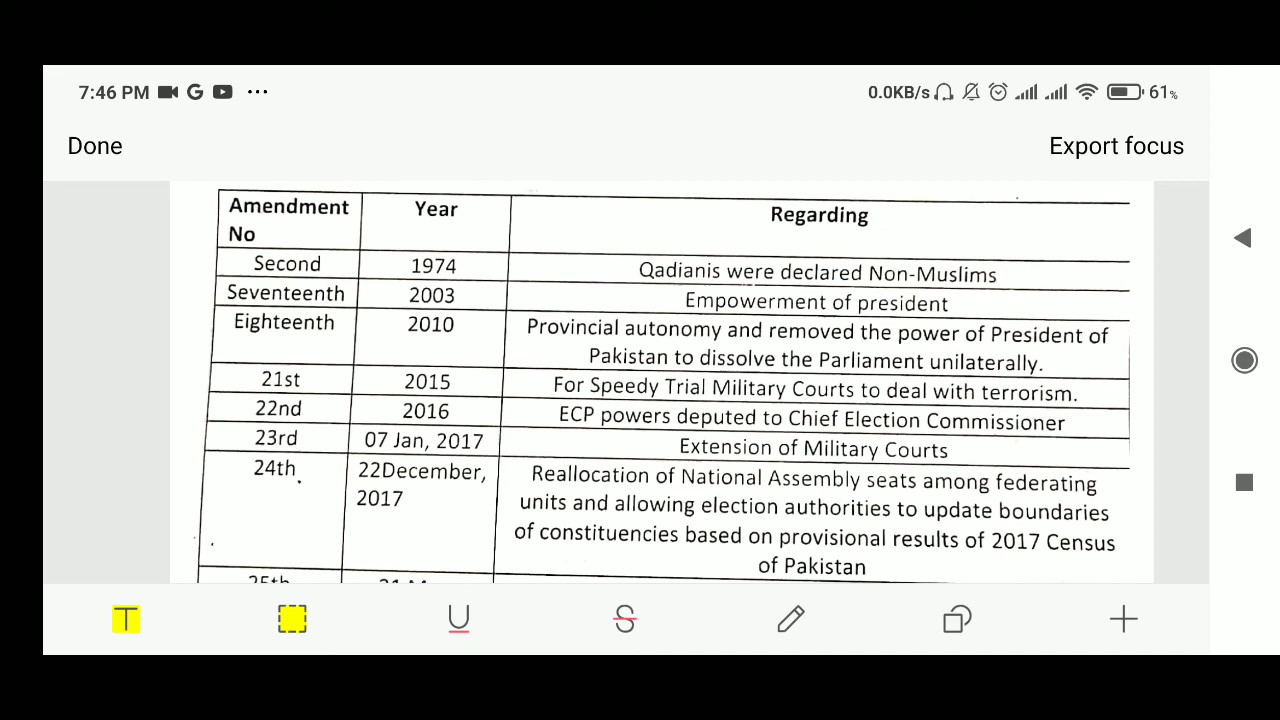 7:46 PM G ...
0.0KB/s 61%
Done Export focus
Amendment No Year Regarding
Second 1974 Qadianis were declared Non-Muslims
Seventeenth 2003 Empowerment of president
Eighteenth 2010 Provincial autonomy and removed the power of President of
Pakistan to dissolve the Parliament unilaterally.
21st 2015 For Speedy Trial Military Courts to deal with terrorism.
22nd 2016 ECP powers deputed to Chief Election Commissioner
23rd 07 Jan, 2017 Extension of Military Courts
24th 22December, Reallocation of National Assembly seats among federating
2017 units and allowing election authorities to update boundaries
of constituencies based on provisional results of 2017 Census
of Pakistan
25th
T U S